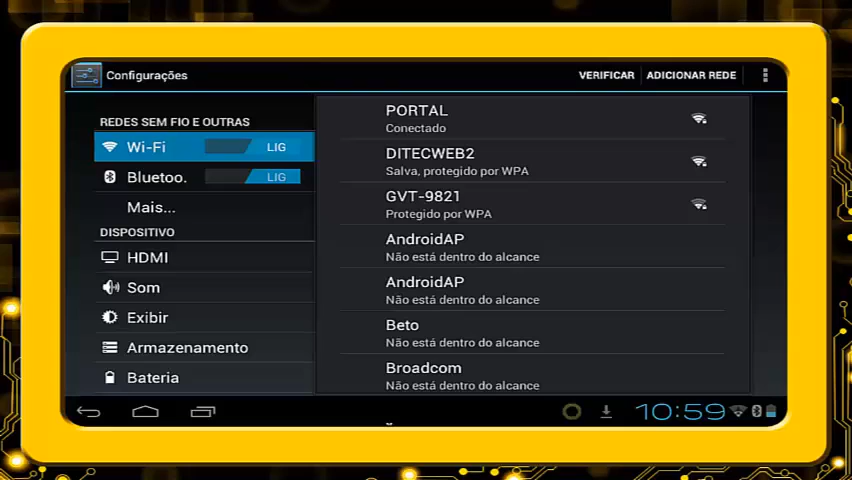 Configurações
VERIFICAR
ADICIONAR REDE
REDES SEM FIO E OUTRAS
Wi-Fi
LIG
Bluetoo.
LIG
Mais...
DISPOSITIVO
HDMI
Som
Exibir
Armazenamento
Bateria
PORTAL
Conectado
DITECWEB2
Salva, protegido por WPA
GVT-9821
Protegido por WPA
AndroidAP
Não está dentro do alcance
AndroidAP
Não está dentro do alcance
Beto
Não está dentro do alcance
Broadcom
Não está dentro do alcance
10:59